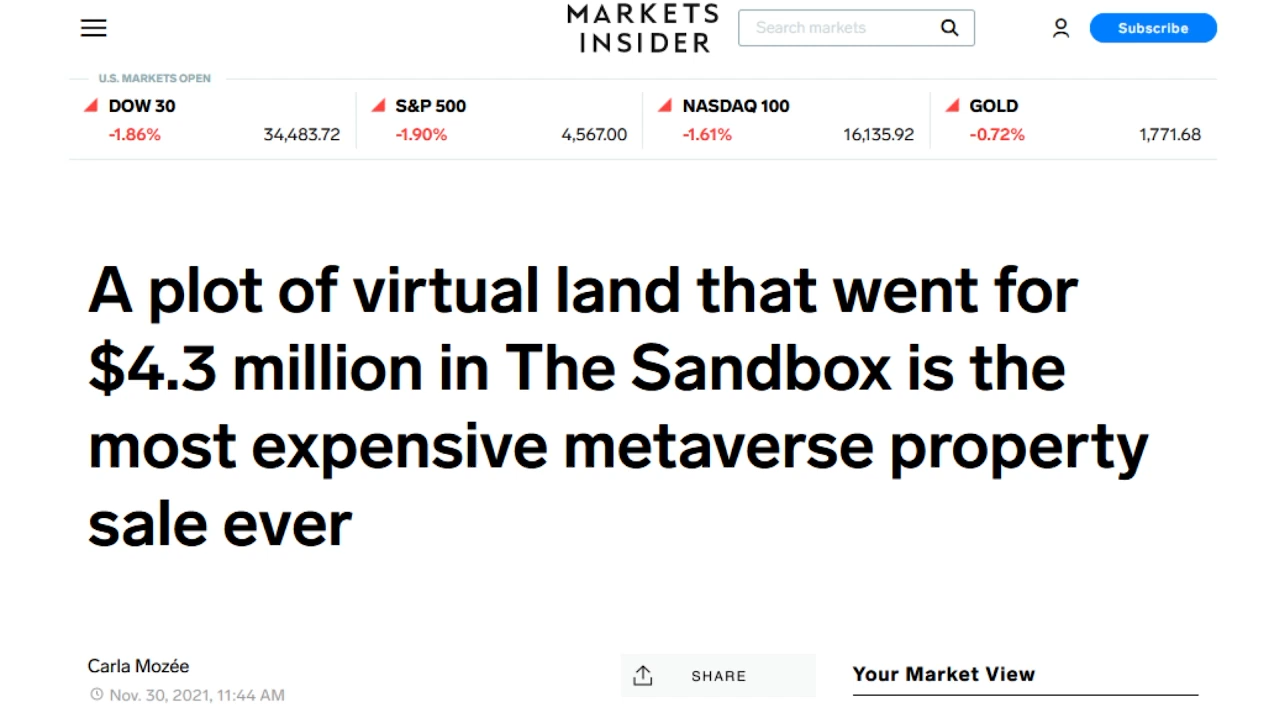 MARKETS
INSIDER
Search markets
Subscribe
U.S. MARKETS OPEN
DOW 30
-1.86% 34,483.72
S&P 500
-1.90% 4,567.00
NASDAQ 100
-1.61% 16,135.92
GOLD
-0.72% 1,771.68
A plot of virtual land that went for
$4.3 million in The Sandbox is the
most expensive metaverse property
sale ever
Carla Mozée
Nov. 30, 2021, 11:44 AM
SHARE
Your Market View